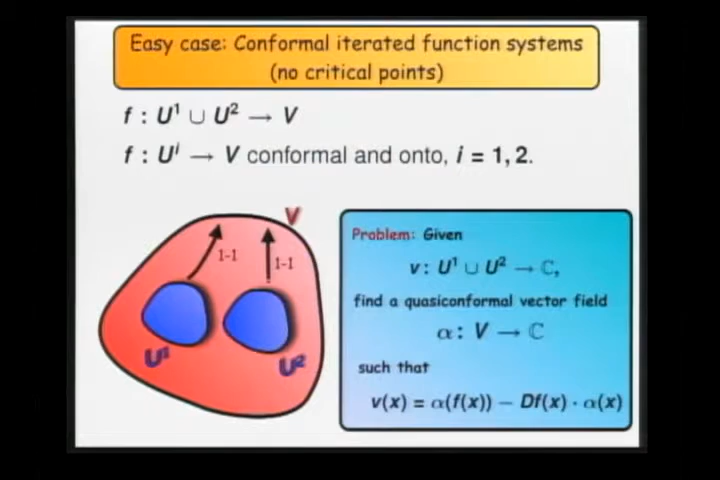 Easy case: Conformal iterated function systems
(no critical points)
f : U¹ ∪ U² → V
f : Uⁱ → V conformal and onto, i = 1, 2.
V
1-1
1-1
U¹
U²
Problem: Given
v : U¹ ∪ U² → ℂ,
find a quasiconformal vector field
α : V → ℂ
such that
v(x) = α(f(x)) − Df(x) · α(x)